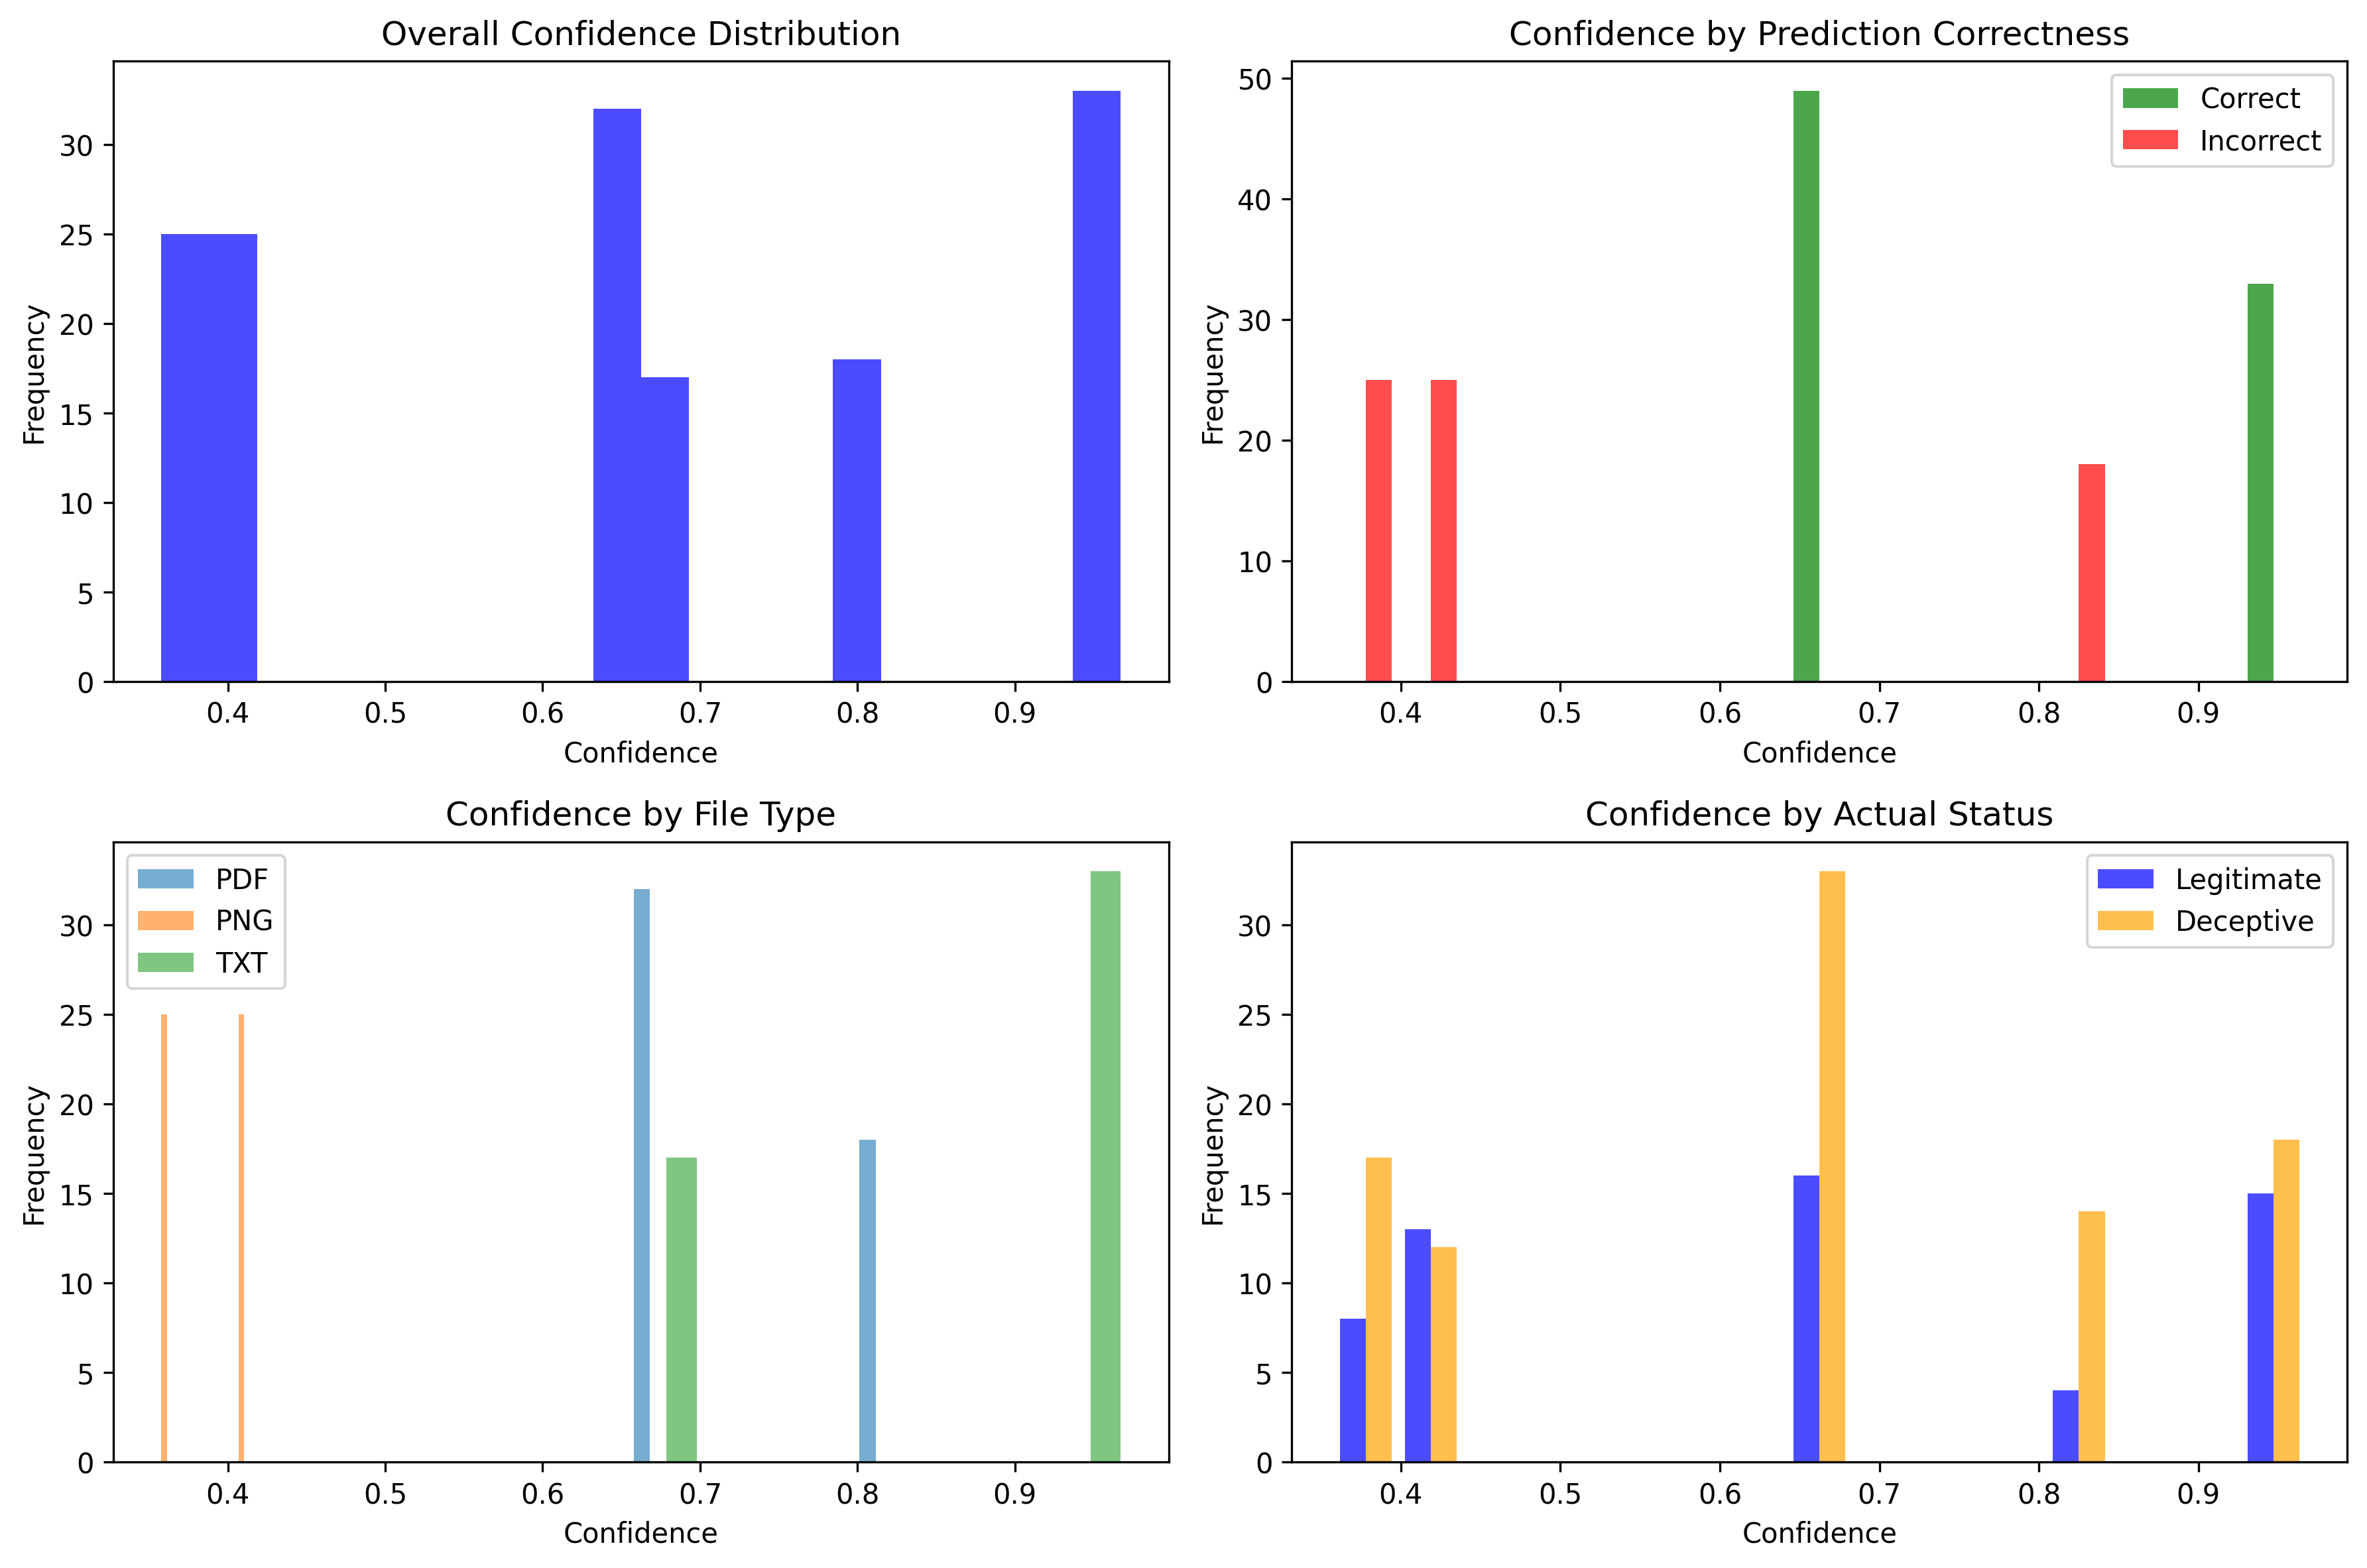 Overall Confidence Distribution
Frequency
30
25
20
15
10
5
0
0.4 0.5 0.6 0.7 0.8 0.9
Confidence
Confidence by Prediction Correctness
Correct
Incorrect
Frequency
50
40
30
20
10
0
0.4 0.5 0.6 0.7 0.8 0.9
Confidence
Confidence by File Type
PDF
PNG
TXT
Frequency
30
25
20
15
10
5
0
0.4 0.5 0.6 0.7 0.8 0.9
Confidence
Confidence by Actual Status
Legitimate
Deceptive
Frequency
30
25
20
15
10
5
0
0.4 0.5 0.6 0.7 0.8 0.9
Confidence